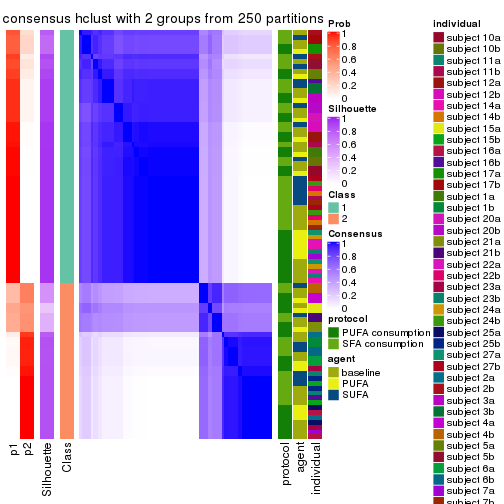 consensus hclust with 2 groups from 250 partitions
p1
p2
Silhouette
Class
protocol
agent
individual
Prob
1
0.8
0.6
0.4
0.2
0
Silhouette
1
0.8
0.6
0.4
0.2
0
Class
1
2
Consensus
1
0.8
0.6
0.4
0.2
0
protocol
PUFA consumption
SFA consumption
agent
baseline
PUFA
SUFA
individual
subject 10a
subject 10b
subject 11a
subject 11b
subject 12a
subject 12b
subject 14a
subject 14b
subject 15a
subject 15b
subject 16a
subject 16b
subject 17a
subject 17b
subject 1a
subject 1b
subject 20a
subject 20b
subject 21a
subject 21b
subject 22a
subject 22b
subject 23a
subject 23b
subject 24a
subject 24b
subject 25a
subject 25b
subject 27a
subject 27b
subject 2a
subject 2b
subject 3a
subject 3b
subject 4a
subject 4b
subject 5a
subject 5b
subject 6a
subject 6b
subject 7a
subject 7b